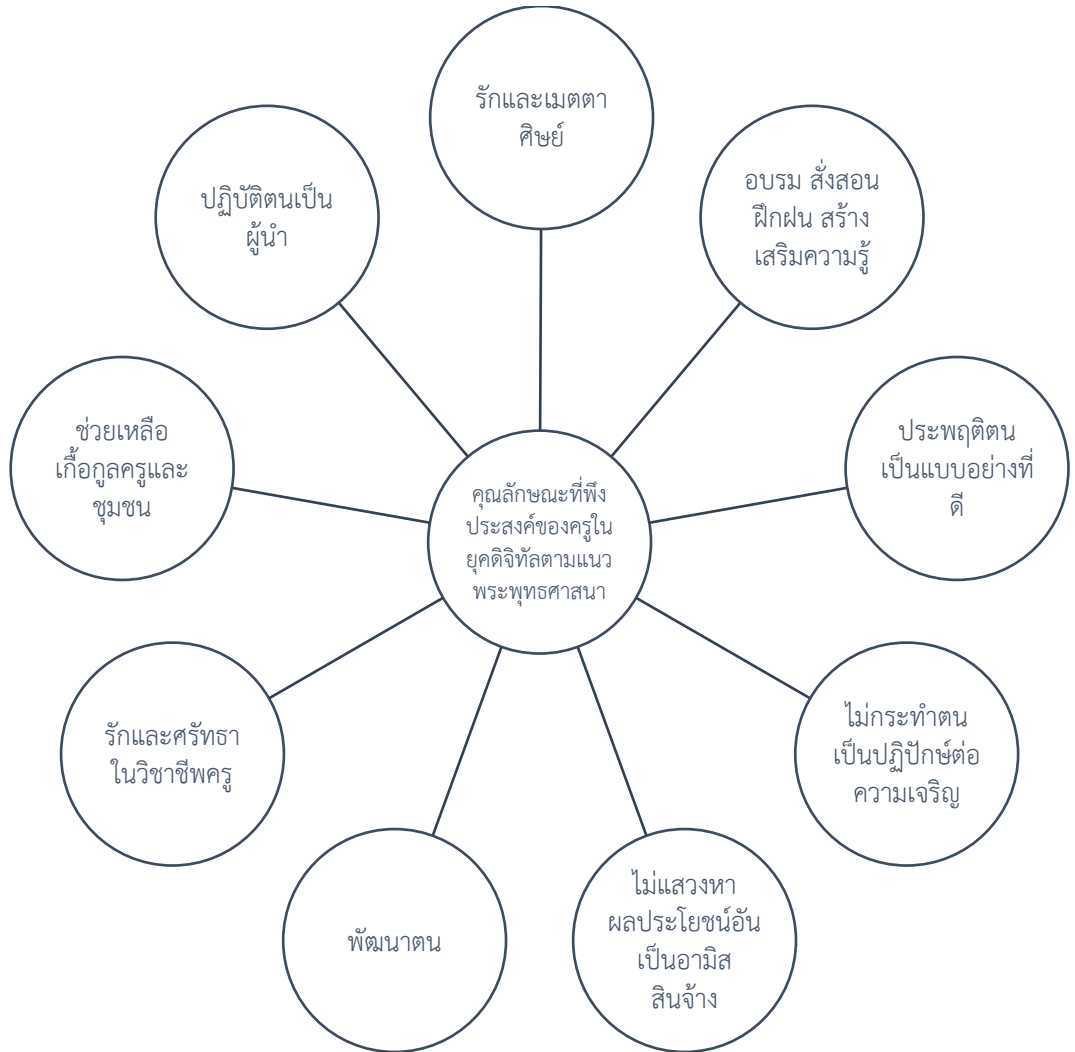 รักและเมตตา
ศิษย์
อบรม สั่งสอน
ฝึกฝน สร้าง
เสริมความรู้
ประพฤติตน
เป็นแบบอย่างที่
ดี
ไม่กระทำตน
เป็นปฏิปักษ์ต่อ
ความเจริญ
ไม่แสวงหา
ผลประโยชน์อัน
เป็นอามิส
สินจ้าง
พัฒนาตน
รักและศรัทธา
ในวิชาชีพครู
ช่วยเหลือ
เกื้อกูลครูและ
ชุมชน
ปฏิบัติตนเป็น
ผู้นำ
คุณลักษณะที่พึง
ประสงค์ของครูใน
ยุคดิจิทัลตามแนว
พระพุทธศาสนา